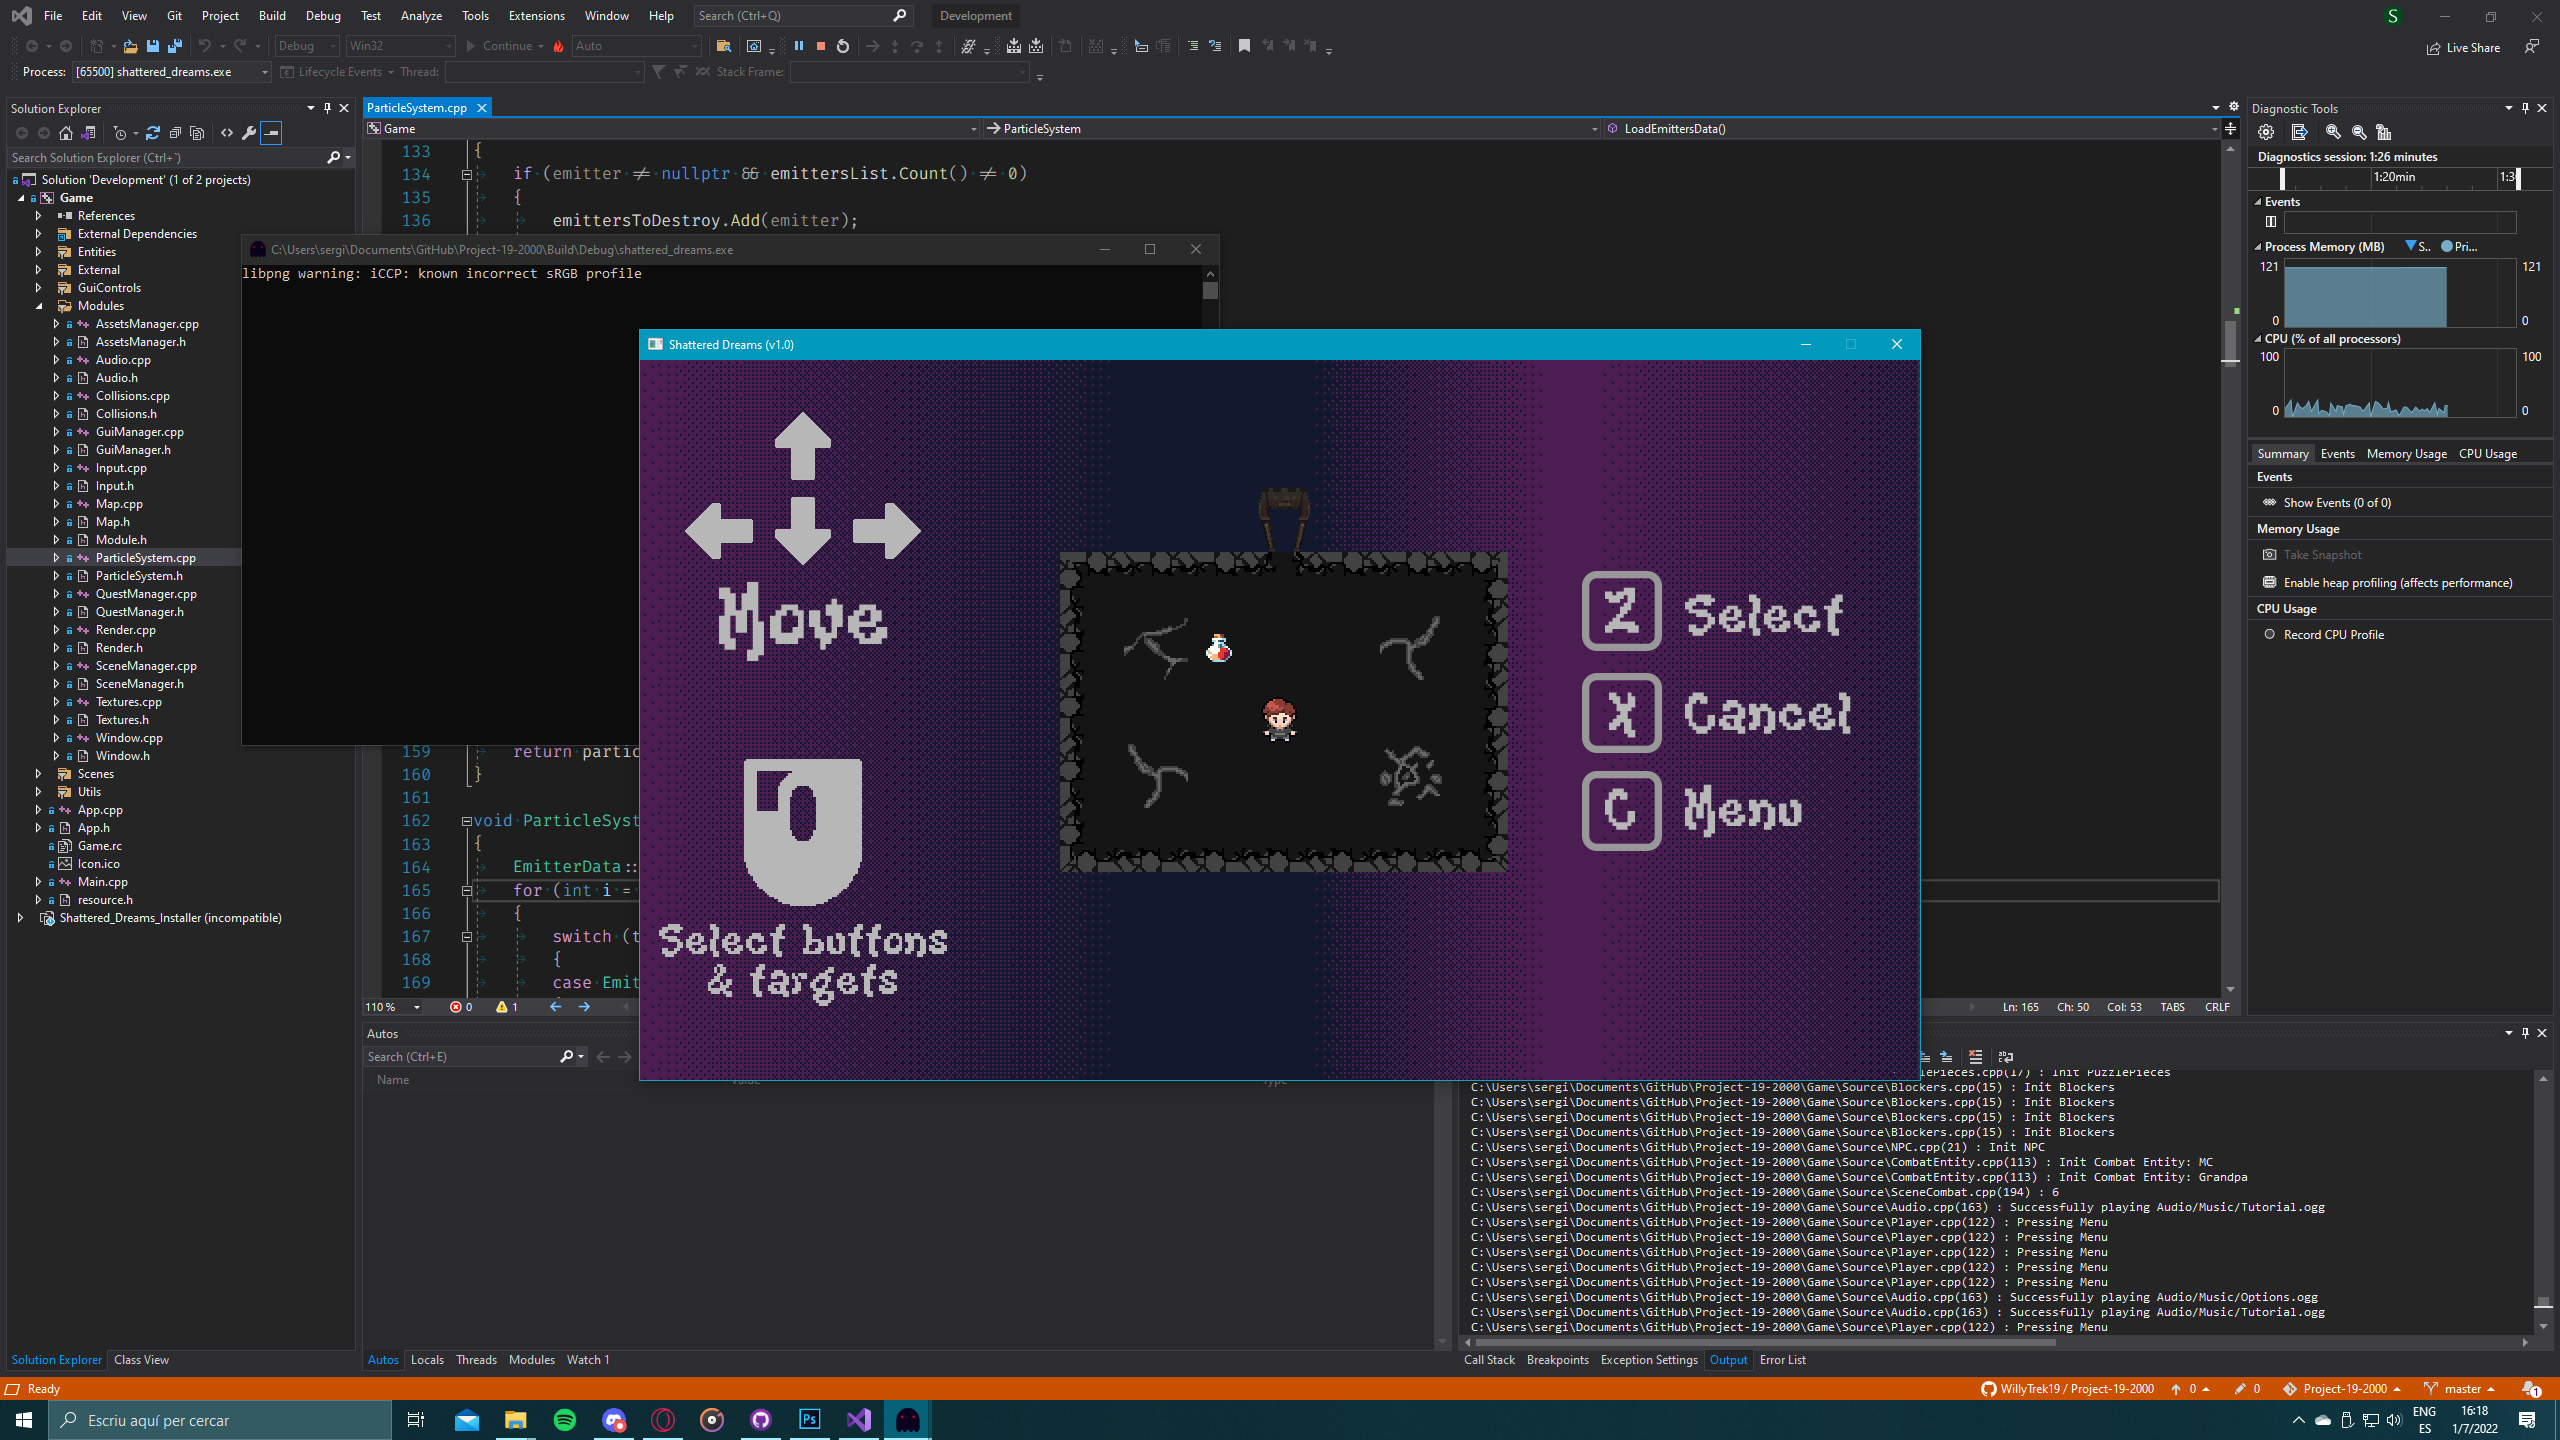 File Edit View Git Project Build Debug Test Analyze Tools Extensions Window Help Search (Ctrl+Q) Development S
Debug Win32 Continue Auto Live Share
Process: [65500] shattered_dreams.exe Lifecycle Events Thread: Stack Frame:
Solution Explorer
Search Solution Explorer (Ctrl+`)
Solution 'Development' (1 of 2 projects)
Game
References
External Dependencies
Entities
External
GuiControls
Modules
AssetsManager.cpp
AssetsManager.h
Audio.cpp
Audio.h
Collisions.cpp
Collisions.h
GuiManager.cpp
GuiManager.h
Input.cpp
Input.h
Map.cpp
Map.h
Module.h
ParticleSystem.cpp
ParticleSystem.h
QuestManager.cpp
QuestManager.h
Render.cpp
Render.h
SceneManager.cpp
SceneManager.h
Textures.cpp
Textures.h
Window.cpp
Window.h
Scenes
Utils
App.cpp
App.h
Game.rc
Icon.ico
Main.cpp
resource.h
Shattered_Dreams_Installer (incompatible)
Solution Explorer Class View
ParticleSystem.cpp
Game ParticleSystem LoadEmittersData()
133 {
134 if (emitter ≠ nullptr && emittersList.Count() ≠ 0)
135 {
136 emittersToDestroy.Add(emitter);
C:\Users\sergi\Documents\GitHub\Project-19-2000\Build\Debug\shattered_dreams.exe
libpng warning: iCCP: known incorrect sRGB profile
Shattered Dreams (v1.0)
Move
Select buttons
& targets
Z Select
X Cancel
C Menu
159 return partic
160 }
161
162 void ParticleSyst
163 {
164 EmitterData::
165 for (int i =
166 {
167 switch (t
168 {
169 case Emit
110 % 0 1 Ln: 165 Ch: 50 Col: 53 TABS CRLF
Autos
Search (Ctrl+E)
Name Value Type
Autos Locals Threads Modules Watch 1
Diagnostic Tools
Diagnostics session: 1:26 minutes
1:20min 1:3
Events
Process Memory (MB) S.. Pri...
121 121
0 0
CPU (% of all processors)
100 100
0 0
Summary Events Memory Usage CPU Usage
Events
Show Events (0 of 0)
Memory Usage
Take Snapshot
Enable heap profiling (affects performance)
CPU Usage
Record CPU Profile
lePieces.cpp(17) : Init PuzzlePieces
C:\Users\sergi\Documents\GitHub\Project-19-2000\Game\Source\Blockers.cpp(15) : Init Blockers
C:\Users\sergi\Documents\GitHub\Project-19-2000\Game\Source\Blockers.cpp(15) : Init Blockers
C:\Users\sergi\Documents\GitHub\Project-19-2000\Game\Source\Blockers.cpp(15) : Init Blockers
C:\Users\sergi\Documents\GitHub\Project-19-2000\Game\Source\Blockers.cpp(15) : Init Blockers
C:\Users\sergi\Documents\GitHub\Project-19-2000\Game\Source\NPC.cpp(21) : Init NPC
C:\Users\sergi\Documents\GitHub\Project-19-2000\Game\Source\CombatEntity.cpp(113) : Init Combat Entity: MC
C:\Users\sergi\Documents\GitHub\Project-19-2000\Game\Source\CombatEntity.cpp(113) : Init Combat Entity: Grandpa
C:\Users\sergi\Documents\GitHub\Project-19-2000\Game\Source\SceneCombat.cpp(194) : 6
C:\Users\sergi\Documents\GitHub\Project-19-2000\Game\Source\Audio.cpp(163) : Successfully playing Audio/Music/Tutorial.ogg
C:\Users\sergi\Documents\GitHub\Project-19-2000\Game\Source\Player.cpp(122) : Pressing Menu
C:\Users\sergi\Documents\GitHub\Project-19-2000\Game\Source\Player.cpp(122) : Pressing Menu
C:\Users\sergi\Documents\GitHub\Project-19-2000\Game\Source\Player.cpp(122) : Pressing Menu
C:\Users\sergi\Documents\GitHub\Project-19-2000\Game\Source\Player.cpp(122) : Pressing Menu
C:\Users\sergi\Documents\GitHub\Project-19-2000\Game\Source\Player.cpp(122) : Pressing Menu
C:\Users\sergi\Documents\GitHub\Project-19-2000\Game\Source\Audio.cpp(163) : Successfully playing Audio/Music/Options.ogg
C:\Users\sergi\Documents\GitHub\Project-19-2000\Game\Source\Audio.cpp(163) : Successfully playing Audio/Music/Tutorial.ogg
C:\Users\sergi\Documents\GitHub\Project-19-2000\Game\Source\Player.cpp(122) : Pressing Menu
Call Stack Breakpoints Exception Settings Output Error List
Ready WillyTrek19 / Project-19-2000 0 0 Project-19-2000 master 1
Escriu aquí per cercar Ps ENG 16:18
ES 1/7/2022